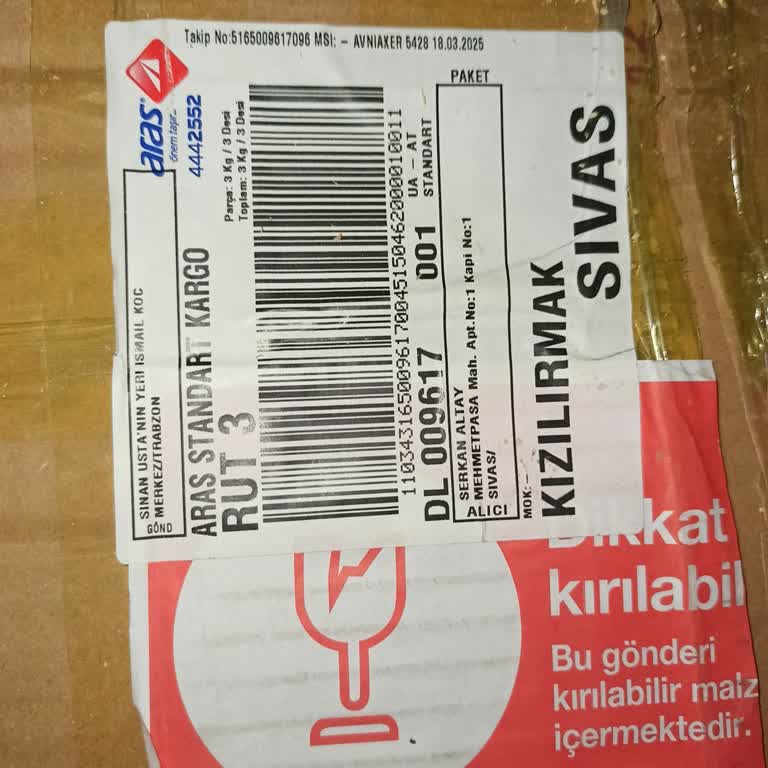 Takip No:5165009617096 MSI: - AVNIAKER 5428 18.03.2025
aras®
önem taşır...
4442552
GÖND
SINAN USTA'NIN YERI ISMAIL KOC
MERKEZ/TRABZON
ARAS STANDART KARGO
RUT 3
Parça: 3 Kg / 3 Desi
Toplam: 3 Kg / 3 Desi
11034316500961700451504620000010011
UA - AT
STANDART
DL 009617 001
PAKET
SERKAN ALTAY
MEHMETPASA Mah. Apt.No:1 Kapi No:1
SIVAS/
ALICI
MOK: -
KIZILIRMAK
SIVAS
Dikkat
kırılabil
Bu gönderi
kırılabilir malz
içermektedir.